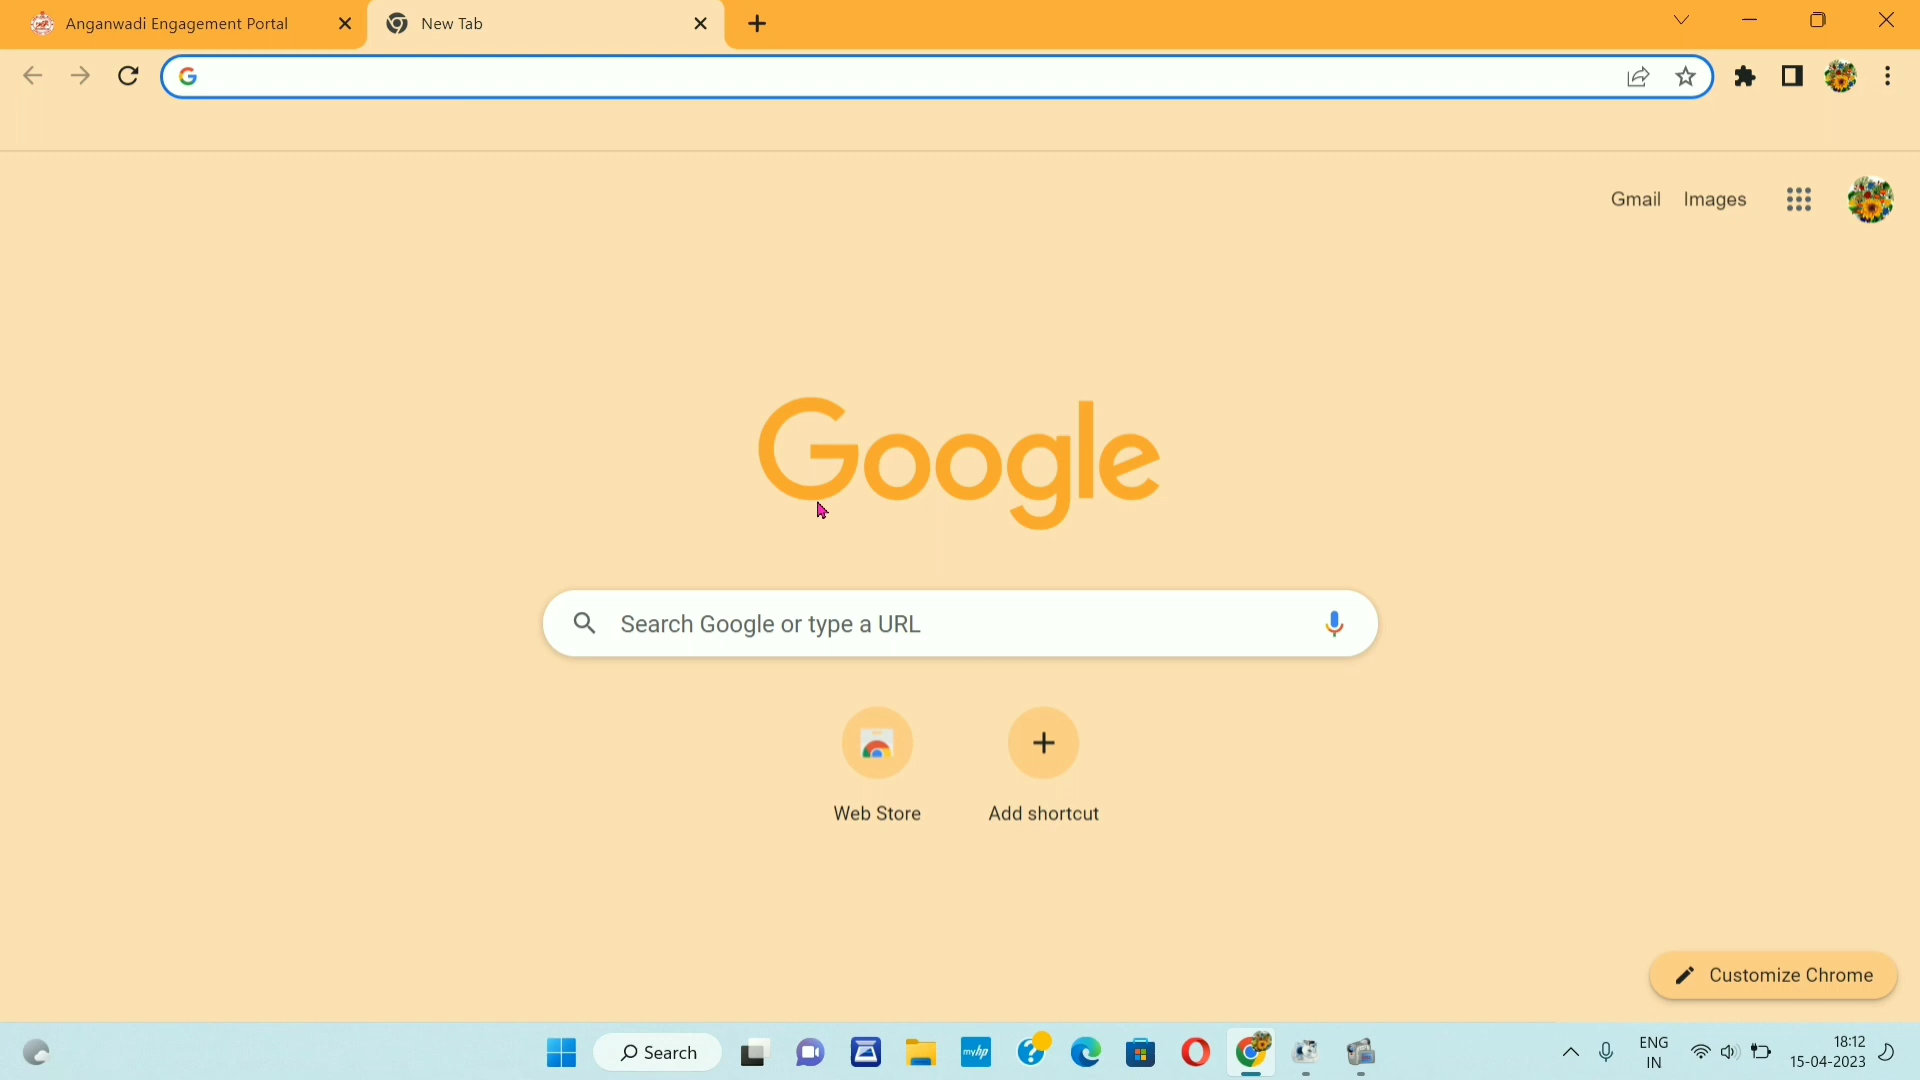 Anganwadi Engagement Portal
New Tab
Gmail Images
Google
Search Google or type a URL
Web Store
Add shortcut
Customize Chrome
Search
myhp
ENG
IN
18:12
15-04-2023